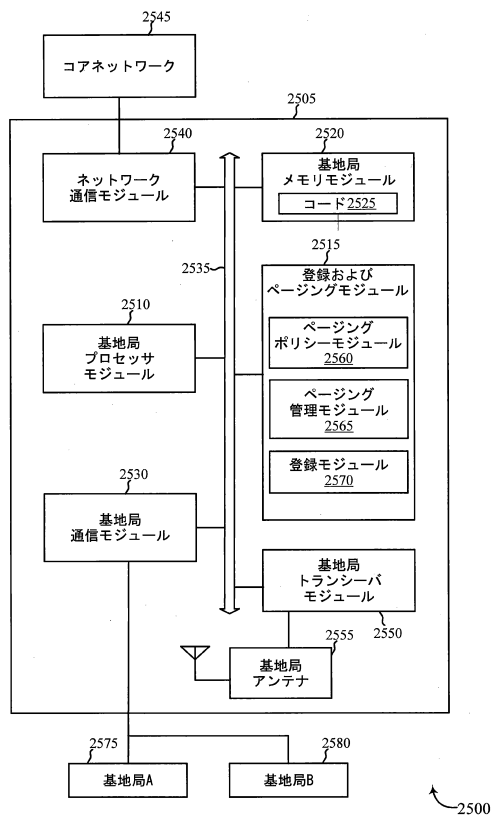 2545
コアネットワーク
2505
2540
ネットワーク
通信モジュール
2520
基地局
メモリモジュール
コード2525
2535
2515
登録および
ページングモジュール
2510
基地局
プロセッサ
モジュール
ページング
ポリシーモジュール
2560
ページング
管理モジュール
2565
登録モジュール
2570
2530
基地局
通信モジュール
基地局
トランシーバ
モジュール
2550
2555
基地局
アンテナ
2575
基地局A
2580
基地局B
2500